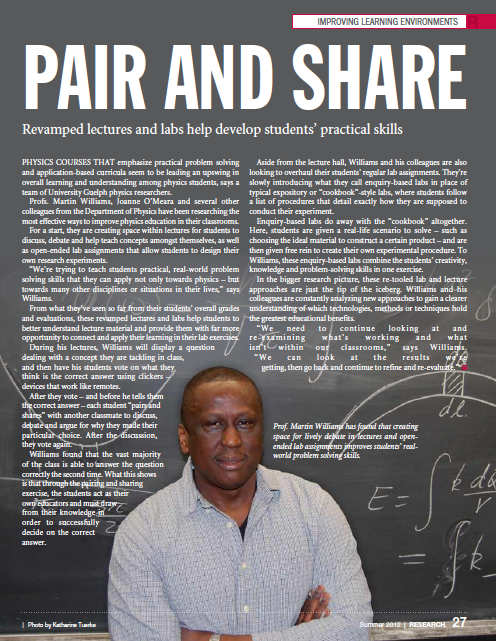 IMPROVING LEARNING ENVIRONMENTS
PAIR AND SHARE
Revamped lectures and labs help develop students' practical skills
PHYSICS COURSES THAT emphasize practical problem solving
and application-based curricula seem to be leading an upswing in
overall learning and understanding among physics students, says a
team of University Guelph physics researchers.
Profs. Martin Williams, Joanne O'Meara and several other
colleagues from the Department of Physics have been researching the
most effective ways to improve physics education in their classrooms.
For a start, they are creating space within lectures for students to
discuss, debate and help teach concepts amongst themselves, as well
as open-ended lab assignments that allow students to design their
own research experiments.
"We're trying to teach students practical, real-world problem
solving skills that they can apply not only towards physics – but
towards many other disciplines or situations in their lives," says
Williams.
From what they've seen so far from their students' overall grades
and evaluations, these revamped lectures and labs help students to
better understand lecture material and provide them with far more
opportunity to connect and apply their learning in their lab exercises.
During his lectures, Williams will display a question
dealing with a concept they are tackling in class,
and then have his students vote on what they
think is the correct answer using clickers –
devices that work like remotes.
After they vote – and before he tells them
the correct answer – each student "pairs and
shares" with another classmate to discuss,
debate and argue for why they made their
particular choice. After the discussion,
they vote again.
Williams found that the vast majority
of the class is able to answer the question
correctly the second time. What this shows
is that through the pairing and sharing
exercise, the students act as their
own educators and must draw
from their knowledge in
order to successfully
decide on the correct
answer.
Aside from the lecture hall, Williams and his colleagues are also
looking to overhaul their students' regular lab assignments. They're
slowly introducing what they call enquiry-based labs in place of
typical expository or "cookbook"-style labs, where students follow
a list of procedures that detail exactly how they are supposed to
conduct their experiment.
Enquiry-based labs do away with the "cookbook" altogether.
Here, students are given a real-life scenario to solve – such as
choosing the ideal material to construct a certain product – and are
then given free rein to create their own experimental procedure. To
Williams, these enquiry-based labs combine the students' creativity,
knowledge and problem-solving skills in one exercise.
In the bigger research picture, these re-tooled lab and lecture
approaches are just the tip of the iceberg. Williams and his
colleagues are constantly analyzing new approaches to gain a clearer
understanding of which technologies, methods or techniques hold
the greatest educational benefits.
"We need to continue looking at and
re-examining what's working and what
isn't within our classrooms," says Williams.
"We can look at the results we're
getting, then go back and continue to refine and re-evaluate."
dl
Prof. Martin Williams has found that creating
space for lively debate in lectures and open-
ended lab assignments improves students' real-
world problem solving skills.
E = ∫
= ∫
| Photo by Katharine Tuerke
Summer 2012 | RESEARCH 27